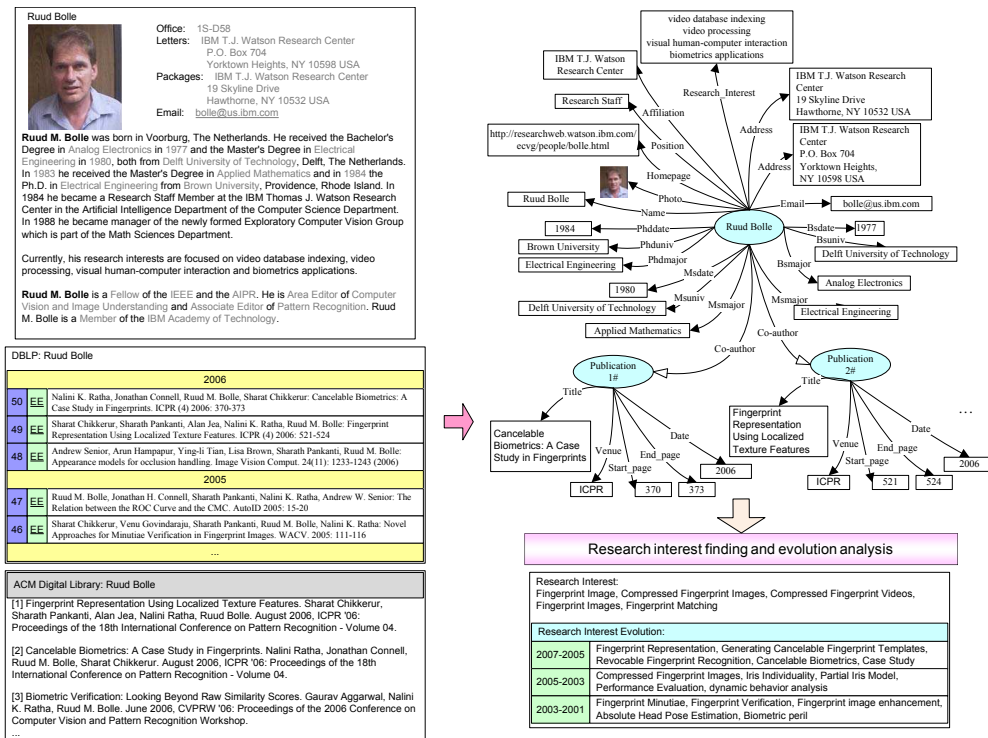 Ruud Bolle
Office: 1S-D58
Letters: IBM T.J. Watson Research Center
P.O. Box 704
Yorktown Heights, NY 10598 USA
Packages: IBM T.J. Watson Research Center
19 Skyline Drive
Hawthorne, NY 10532 USA
Email: bolle@us.ibm.com
Ruud M. Bolle was born in Voorburg, The Netherlands. He received the Bachelor's
Degree in Analog Electronics in 1977 and the Master's Degree in Electrical
Engineering in 1980, both from Delft University of Technology, Delft, The Netherlands.
In 1983 he received the Master's Degree in Applied Mathematics and in 1984 the
Ph.D. in Electrical Engineering from Brown University, Providence, Rhode Island. In
1984 he became a Research Staff Member at the IBM Thomas J. Watson Research
Center in the Artificial Intelligence Department of the Computer Science Department.
In 1988 he became manager of the newly formed Exploratory Computer Vision Group
which is part of the Math Sciences Department.
Currently, his research interests are focused on video database indexing, video
processing, visual human-computer interaction and biometrics applications.
Ruud M. Bolle is a Fellow of the IEEE and the AIPR. He is Area Editor of Computer
Vision and Image Understanding and Associate Editor of Pattern Recognition. Ruud
M. Bolle is a Member of the IBM Academy of Technology.
DBLP: Ruud Bolle
2006
50 EE Nalini K. Ratha, Jonathan Connell, Ruud M. Bolle, Sharat Chikkerur: Cancelable Biometrics: A
Case Study in Fingerprints. ICPR (4) 2006: 370-373
49 EE Sharat Chikkerur, Sharath Pankanti, Alan Jea, Nalini K. Ratha, Ruud M. Bolle: Fingerprint
Representation Using Localized Texture Features. ICPR (4) 2006: 521-524
48 EE Andrew Senior, Arun Hampapur, Ying-li Tian, Lisa Brown, Sharath Pankanti, Ruud M. Bolle:
Appearance models for occlusion handling. Image Vision Comput. 24(11): 1233-1243 (2006)
2005
47 EE Ruud M. Bolle, Jonathan H. Connell, Sharath Pankanti, Nalini K. Ratha, Andrew W. Senior: The
Relation between the ROC Curve and the CMC. AutoID 2005: 15-20
46 EE Sharat Chikkerur, Venu Govindaraju, Sharath Pankanti, Ruud M. Bolle, Nalini K. Ratha: Novel
Approaches for Minutiae Verification in Fingerprint Images. WACV. 2005: 111-116
...
ACM Digital Library: Ruud Bolle
[1] Fingerprint Representation Using Localized Texture Features. Sharat Chikkerur,
Sharath Pankanti, Alan Jea, Nalini Ratha, Ruud Bolle. August 2006, ICPR '06:
Proceedings of the 18th International Conference on Pattern Recognition - Volume 04.
[2] Cancelable Biometrics: A Case Study in Fingerprints. Nalini Ratha, Jonathan Connell,
Ruud M. Bolle, Sharat Chikkerur. August 2006, ICPR '06: Proceedings of the 18th
International Conference on Pattern Recognition - Volume 04.
[3] Biometric Verification: Looking Beyond Raw Similarity Scores. Gaurav Aggarwal, Nalini
K. Ratha, Ruud M. Bolle. June 2006, CVPRW '06: Proceedings of the 2006 Conference on
Computer Vision and Pattern Recognition Workshop.
...
video database indexing
video processing
visual human-computer interaction
biometrics applications
IBM T.J. Watson
Research Center
Research Staff
http://researchweb.watson.ibm.com/
ecvg/people/bolle.html
Ruud Bolle
1984
Brown University
Electrical Engineering
1980
Delft University of Technology
Applied Mathematics
Research_Interest
Affiliation
Position
Homepage
Photo
Name
Phddate
Phduniv
Phdmajor
Msdate
Msuniv
Msmajor
Ruud Bolle
Address
Address
Email
Bsdate
Bsuniv
Bsmajor
Msmajor
Co-author
Co-author
IBM T.J. Watson Research
Center
19 Skyline Drive
Hawthorne, NY 10532 USA
IBM T.J. Watson Research
Center
P.O. Box 704
Yorktown Heights,
NY 10598 USA
bolle@us.ibm.com
1977
Delft University of Technology
Analog Electronics
Electrical Engineering
Publication
1#
Title
Venue
Start_page
End_page
Date
Cancelable
Biometrics: A Case
Study in Fingerprints
ICPR
370
373
2006
Publication
2#
Title
Venue
Start_page
End_page
Date
Fingerprint
Representation
Using Localized
Texture Features
ICPR
521
524
2006
...
Research interest finding and evolution analysis
Research Interest:
Fingerprint Image, Compressed Fingerprint Images, Compressed Fingerprint Videos,
Fingerprint Images, Fingerprint Matching
Research Interest Evolution:
2007-2005 Fingerprint Representation, Generating Cancelable Fingerprint Templates,
Revocable Fingerprint Recognition, Cancelable Biometrics, Case Study
2005-2003 Compressed Fingerprint Images, Iris Individuality, Partial Iris Model,
Performance Evaluation, dynamic behavior analysis
2003-2001 Fingerprint Minutiae, Fingerprint Verification, Fingerprint image enhancement,
Absolute Head Pose Estimation, Biometric peril